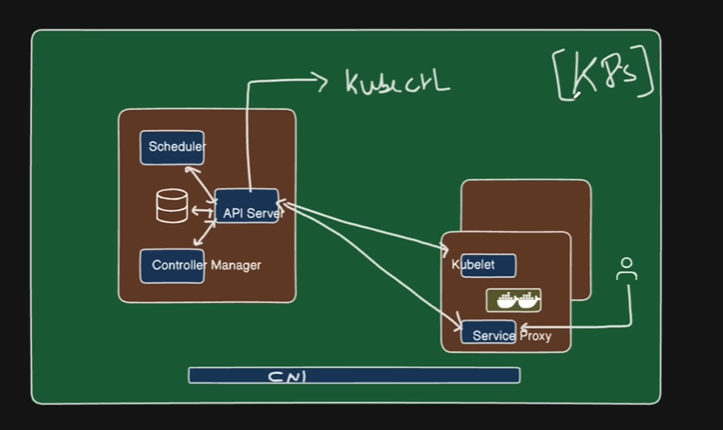 [K8s]
Kubectl
Scheduler
API Server
Controller Manager
Kubelet
Service Proxy
CNI